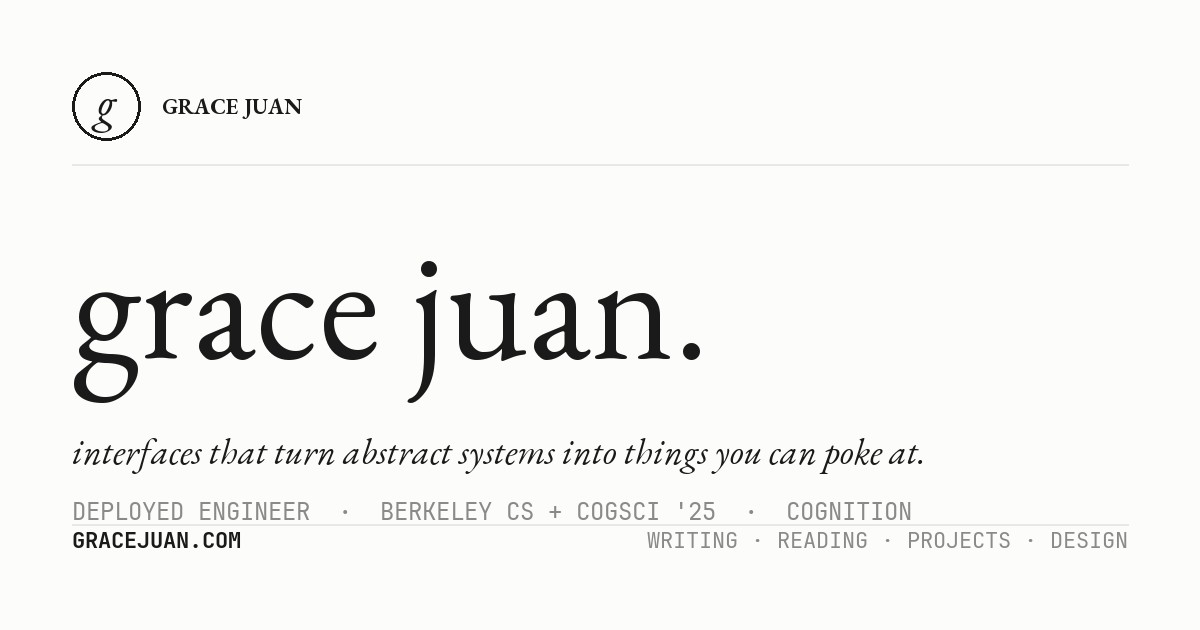 g
GRACE JUAN
grace juan.
interfaces that turn abstract systems into things you can poke at.
DEPLOYED ENGINEER · BERKELEY CS + COGSCI '25 · COGNITION
GRACEJUAN.COM
WRITING · READING · PROJECTS · DESIGN